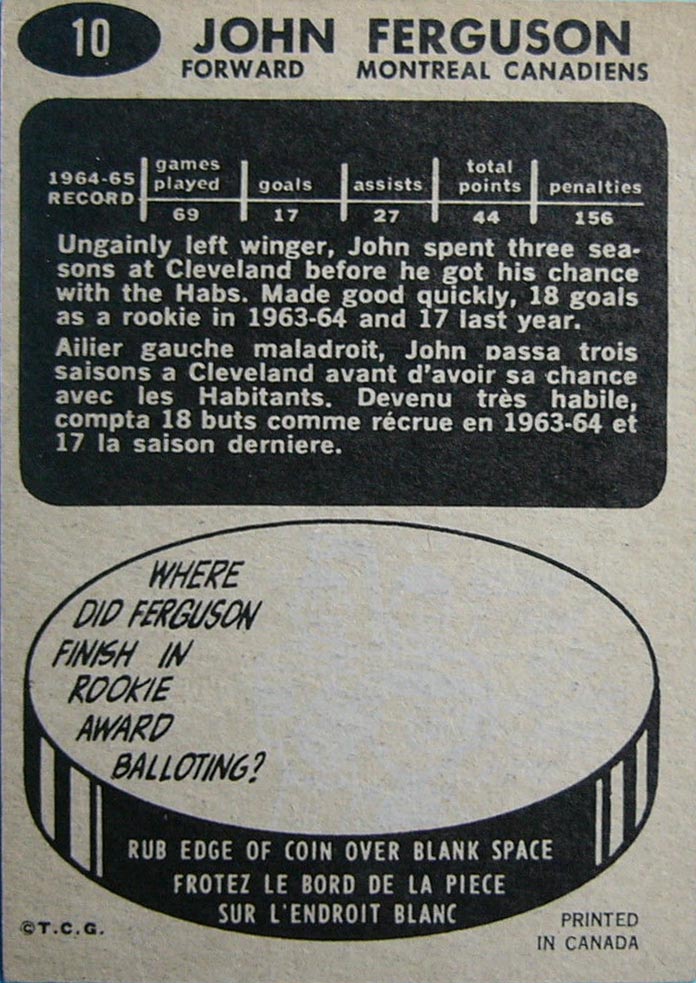 10 JOHN FERGUSON
FORWARD MONTREAL CANADIENS
1964-65 RECORD games played goals assists total points penalties
69 17 27 44 156
Ungainly left winger, John spent three sea-
sons at Cleveland before he got his chance
with the Habs. Made good quickly, 18 goals
as a rookie in 1963-64 and 17 last year.
Ailier gauche maladroit, John passa trois
saisons a Cleveland avant d'avoir sa chance
avec les Habitants. Devenu très habile,
compta 18 buts comme récrue en 1963-64 et
17 la saison derniere.
WHERE
DID FERGUSON
FINISH IN
ROOKIE
AWARD
BALLOTING?
RUB EDGE OF COIN OVER BLANK SPACE
FROTEZ LE BORD DE LA PIECE
SUR L'ENDROIT BLANC
©T.C.G.
PRINTED
IN CANADA